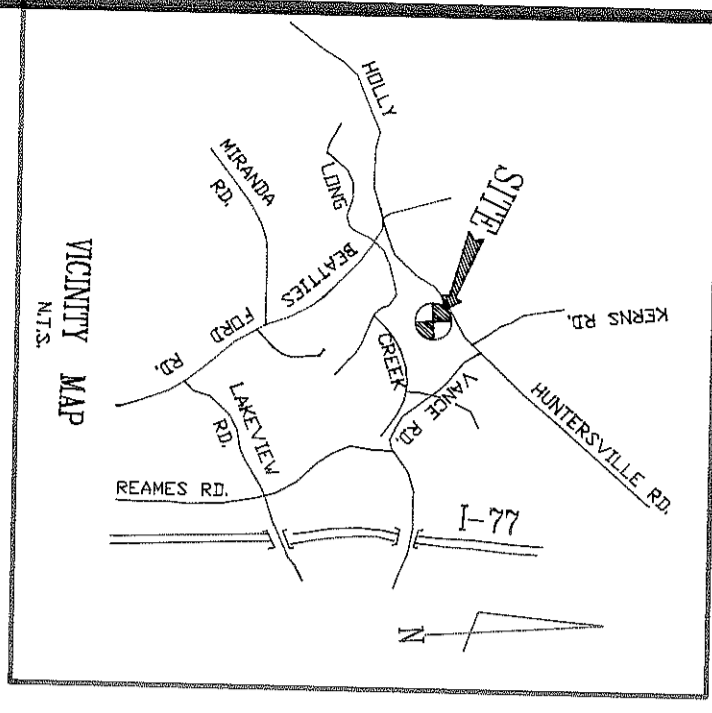 HOLLY
MIRANDA
RD.
LONG
SITE
BEATTIES
FORD
RD.
KERNS RD.
CREEK
VANCE
RD.
HUNTERSVILLE RD.
LAKEVIEW
RD.
REAMES RD.
I-77
N
VICINITY MAP
N.T.S.